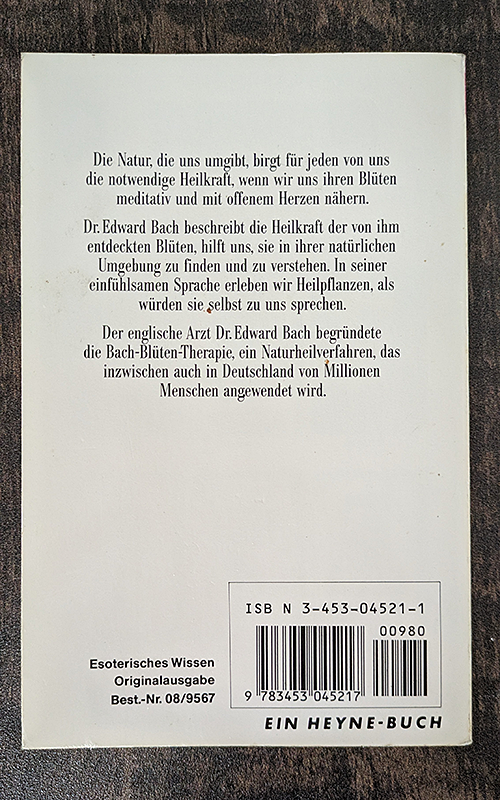 Die Natur, die uns umgibt, birgt für jeden von uns
die notwendige Heilkraft, wenn wir uns ihren Blüten
meditativ und mit offenem Herzen nähern.
Dr. Edward Bach beschreibt die Heilkraft der von ihm
entdeckten Blüten, hilft uns, sie in ihrer natürlichen
Umgebung zu finden und zu verstehen. In seiner
einfühlsamen Sprache erleben wir Heilpflanzen, als
würden sie selbst zu uns sprechen.
Der englische Arzt Dr. Edward Bach begründete
die Bach-Blüten-Therapie, ein Naturheilverfahren, das
inzwischen auch in Deutschland von Millionen
Menschen angewendet wird.
Esoterisches Wissen
Originalausgabe
Best.-Nr. 08/9567
ISB N 3-453-04521-1
00980
9 783453 045217
EIN HEYNE-BUCH